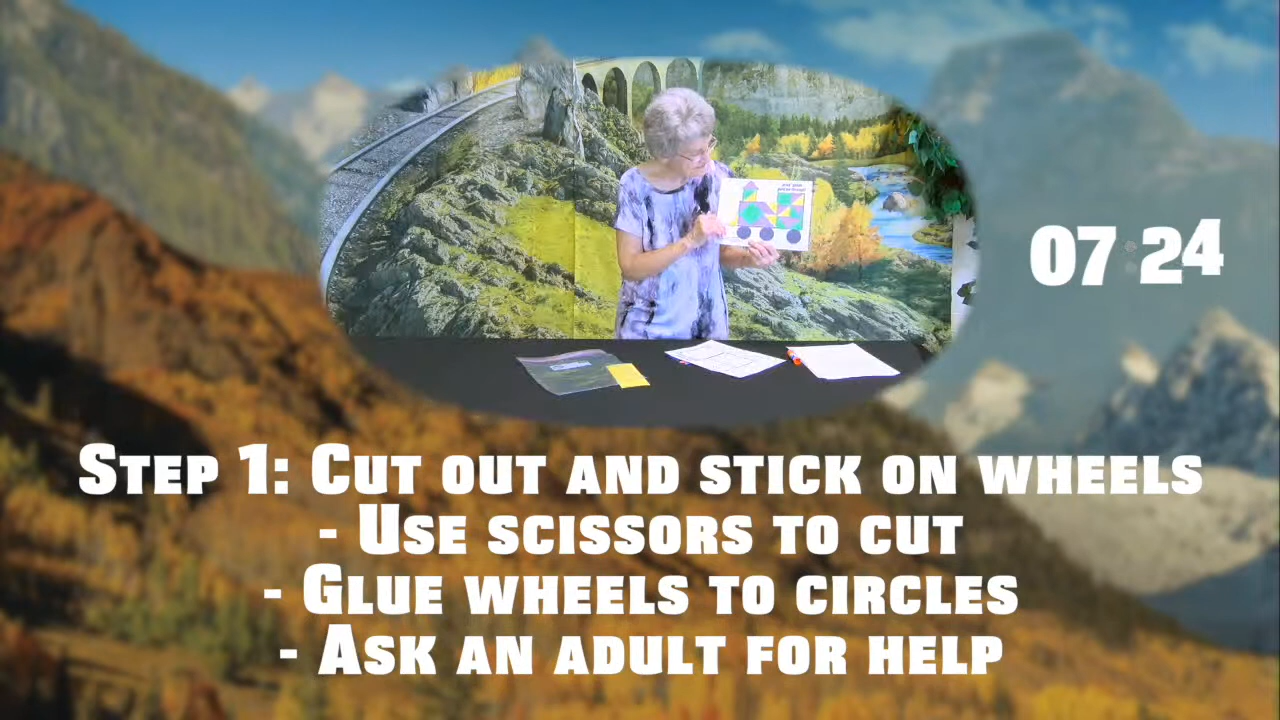 07:24
Step 1: Cut out and stick on wheels
- Use scissors to cut
- Glue wheels to circles
- Ask an adult for help